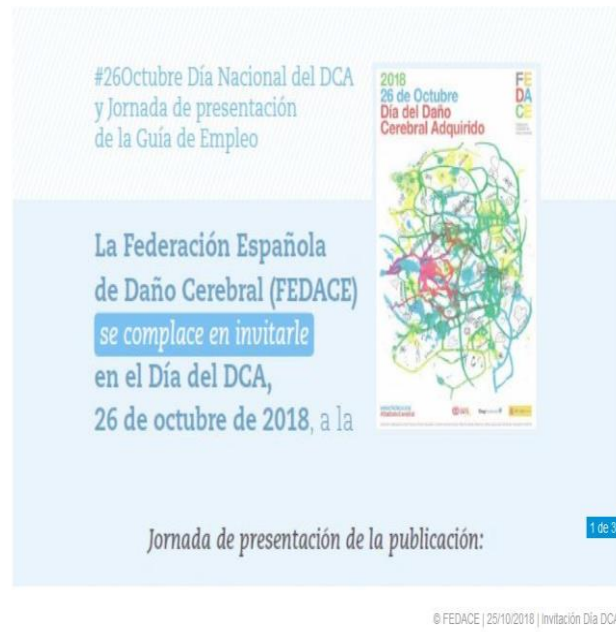 #26Octubre Día Nacional del DCA
y Jornada de presentación
de la Guía de Empleo
2018
26 de Octubre
Día del Daño
Cerebral Adquirido
FE
DA
CE
La Federación Española
de Daño Cerebral (FEDACE)
se complace en invitarle
en el Día del DCA,
26 de octubre de 2018, a la
Jornada de presentación de la publicación:
1 de 3
© FEDACE | 25/10/2018 | Invitación Día DCA